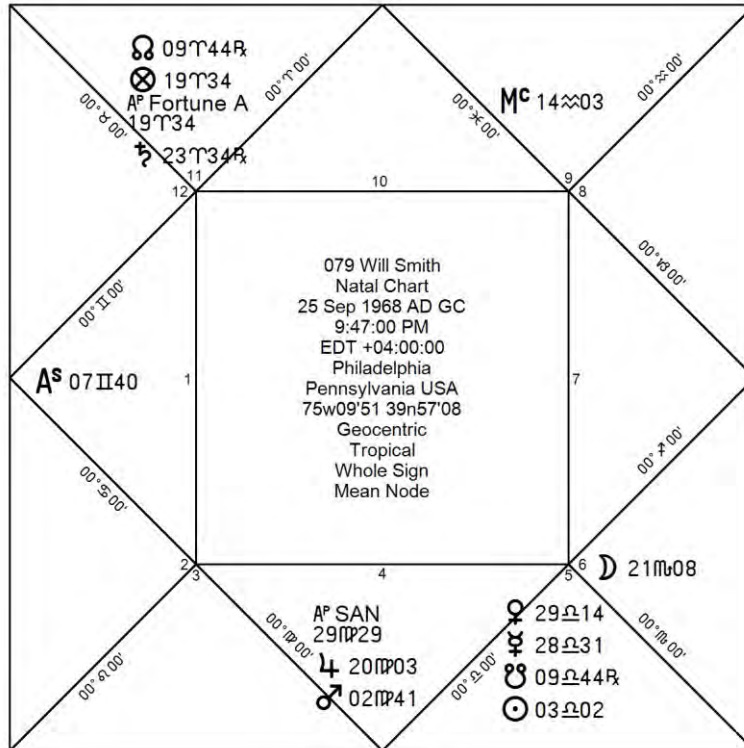 ☊ 09♈44℞
⊗ 19♈34
AP Fortune A
19♈34
♄ 23♈34℞
00°♉00'
00°♈00'
00°♓00'
Mc 14♒03
00°♒00'
11
12
10
9
8
00°♊00'
00°♑00'
079 Will Smith
Natal Chart
25 Sep 1968 AD GC
9:47:00 PM
EDT +04:00:00
Philadelphia
Pennsylvania USA
75w09'51 39n57'08
Geocentric
Tropical
Whole Sign
Mean Node
As 07♊40
1
7
00°♋00'
00°♐00'
2
3
4
5
6
☽ 21♏08
00°♌00'
00°♍00'
AP SAN
29♍29
♃ 20♍03
♂ 02♍41
00°♎00'
♀ 29♎14
☿ 28♎31
☋ 09♎44℞
☉ 03♎02
00°♏00'